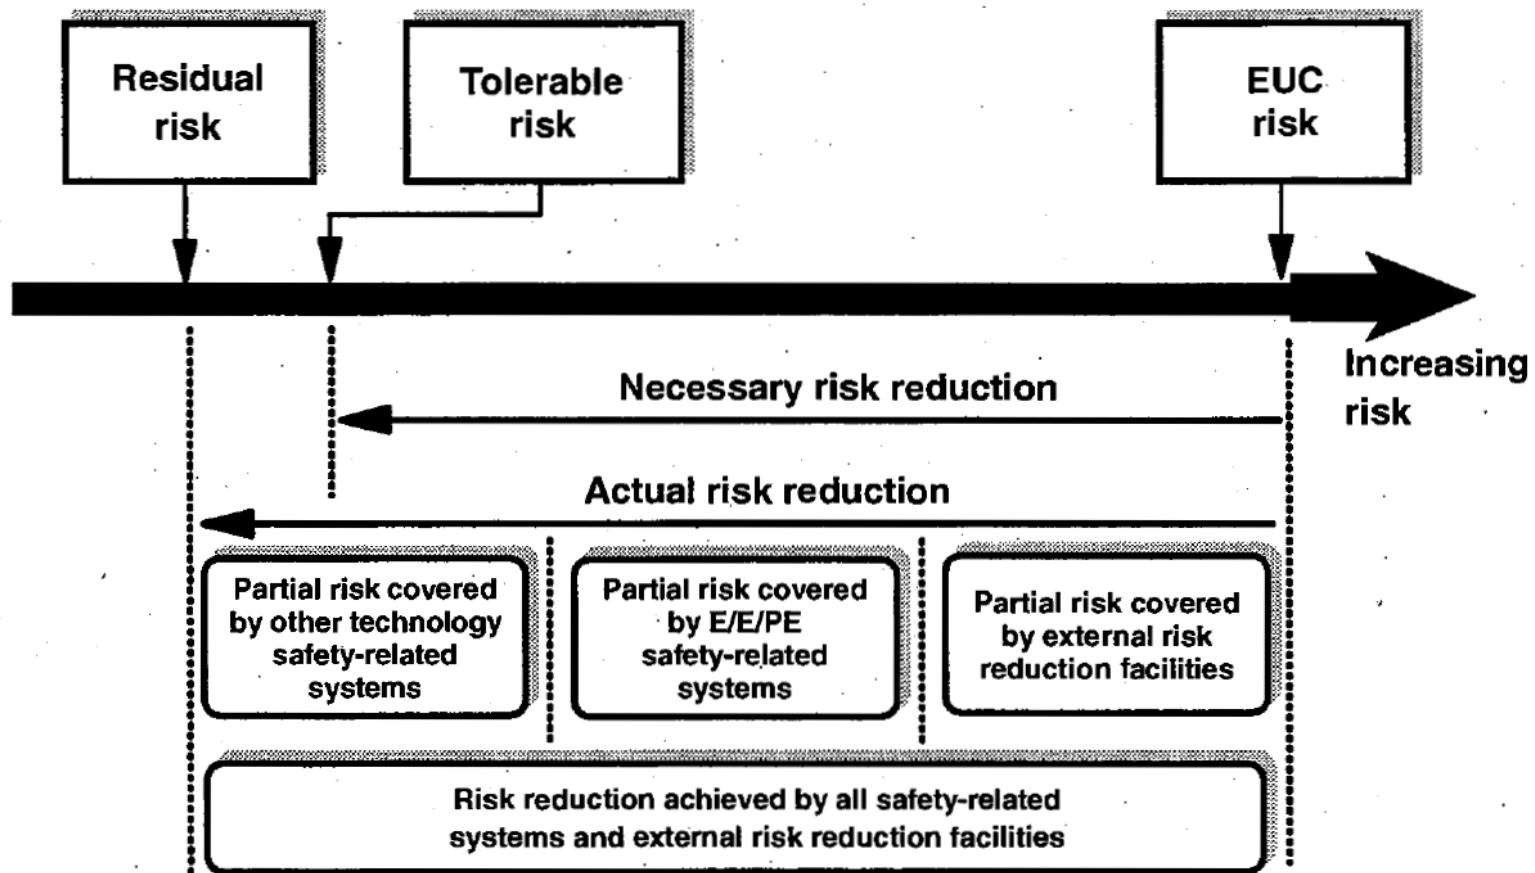 Residual
risk
Tolerable
risk
EUC
risk
Increasing
risk
Necessary risk reduction
Actual risk reduction
Partial risk covered
by other technology
safety-related
systems
Partial risk covered
by E/E/PE
safety-related
systems
Partial risk covered
by external risk
reduction facilities
Risk reduction achieved by all safety-related
systems and external risk reduction facilities